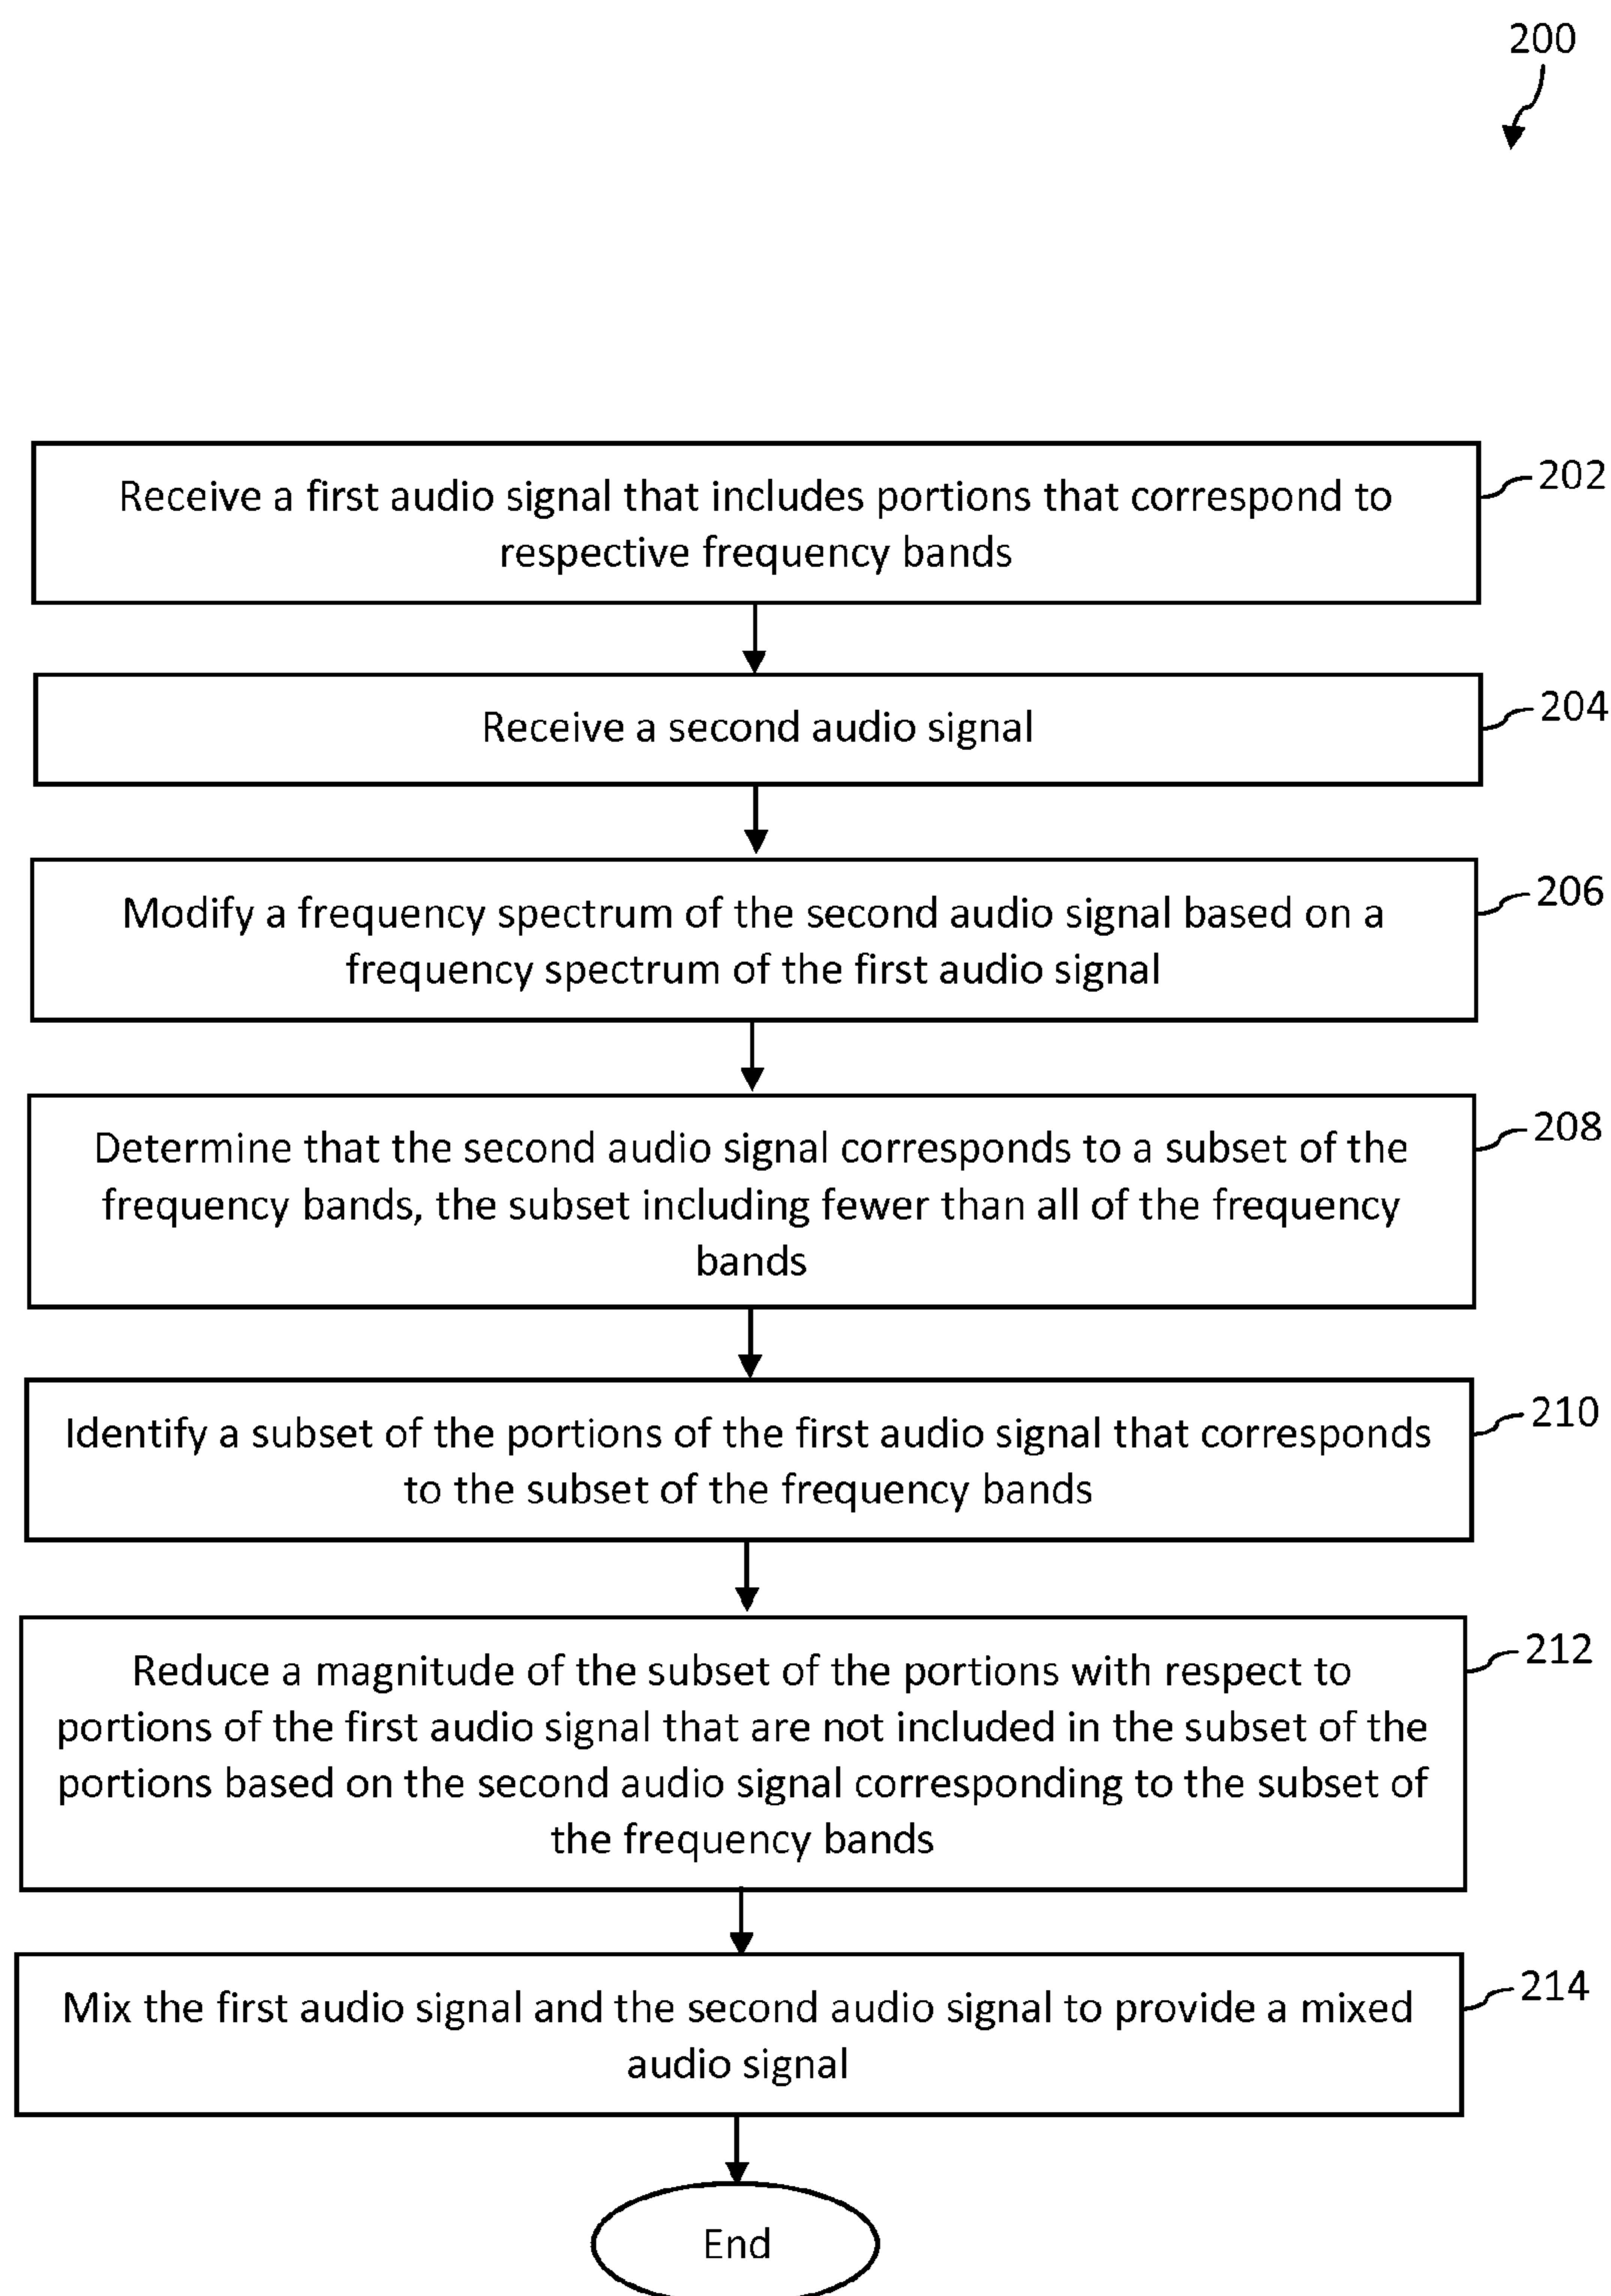 200
Receive a first audio signal that includes portions that correspond to
respective frequency bands
202
Receive a second audio signal
204
Modify a frequency spectrum of the second audio signal based on a
frequency spectrum of the first audio signal
206
Determine that the second audio signal corresponds to a subset of the
frequency bands, the subset including fewer than all of the frequency
bands
208
Identify a subset of the portions of the first audio signal that corresponds
to the subset of the frequency bands
210
Reduce a magnitude of the subset of the portions with respect to
portions of the first audio signal that are not included in the subset of the
portions based on the second audio signal corresponding to the subset of
the frequency bands
212
Mix the first audio signal and the second audio signal to provide a mixed
audio signal
214
End